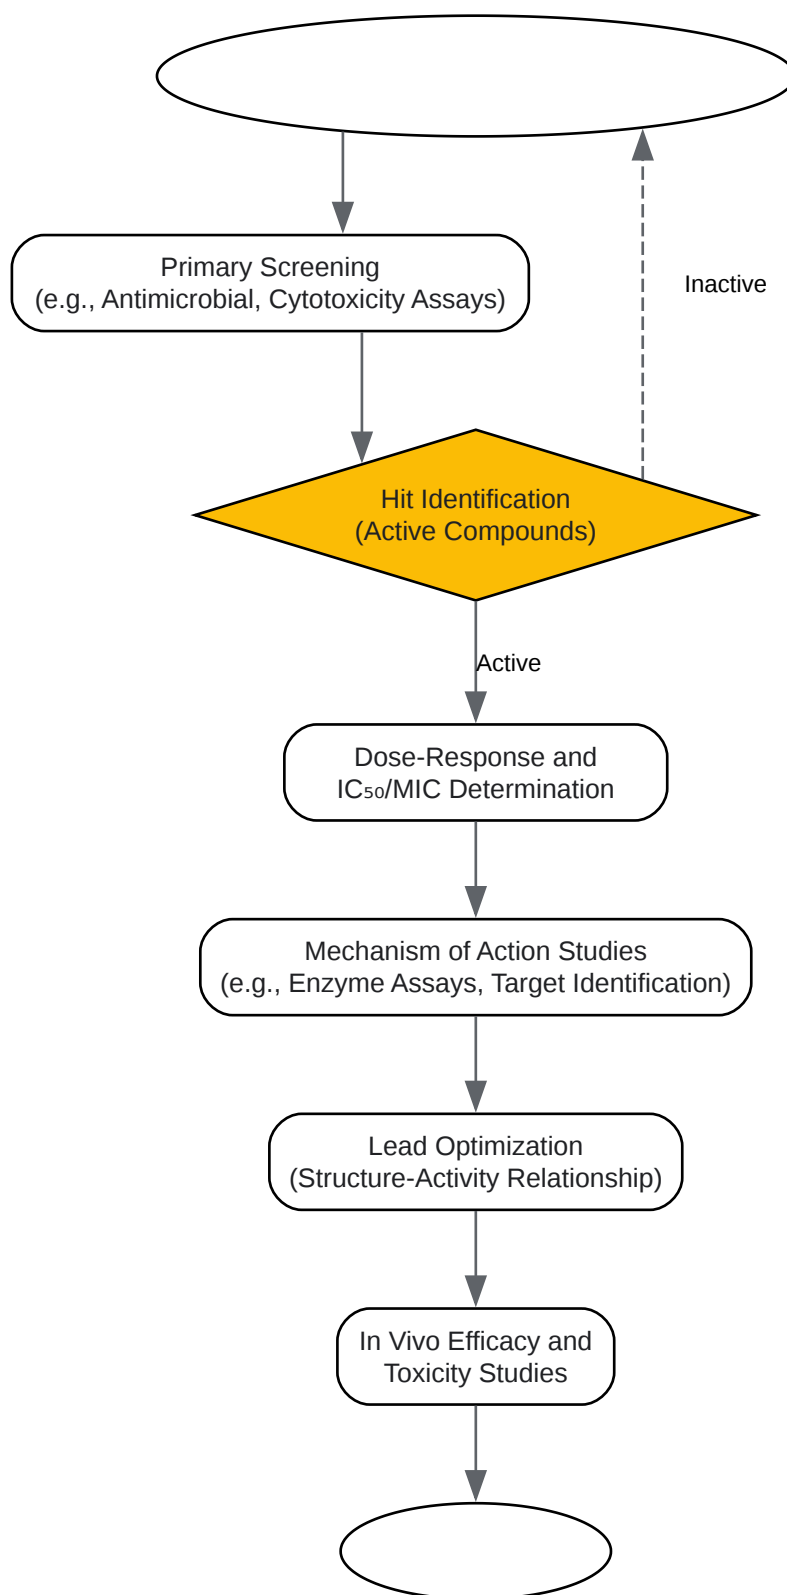 Primary Screening
(e.g., Antimicrobial, Cytotoxicity Assays)
Inactive
Hit Identification
(Active Compounds)
Active
Dose-Response and
IC₅₀/MIC Determination
Mechanism of Action Studies
(e.g., Enzyme Assays, Target Identification)
Lead Optimization
(Structure-Activity Relationship)
In Vivo Efficacy and
Toxicity Studies